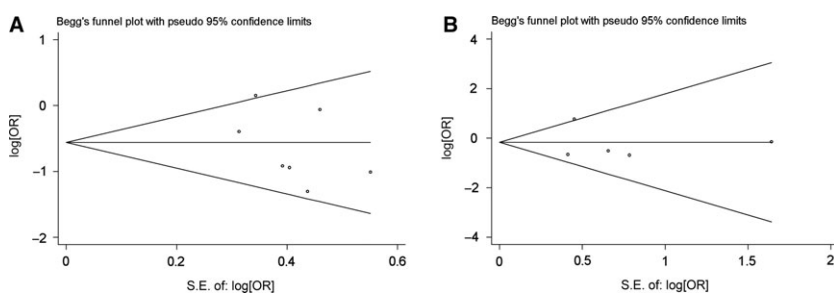 A
Begg's funnel plot with pseudo 95% confidence limits
1
0
−1
−2
log[OR]
0
0.2
0.4
0.6
S.E. of: log[OR]
B
Begg's funnel plot with pseudo 95% confidence limits
4
2
0
−2
−4
log[OR]
0
0.5
1
1.5
2
S.E. of: log[OR]